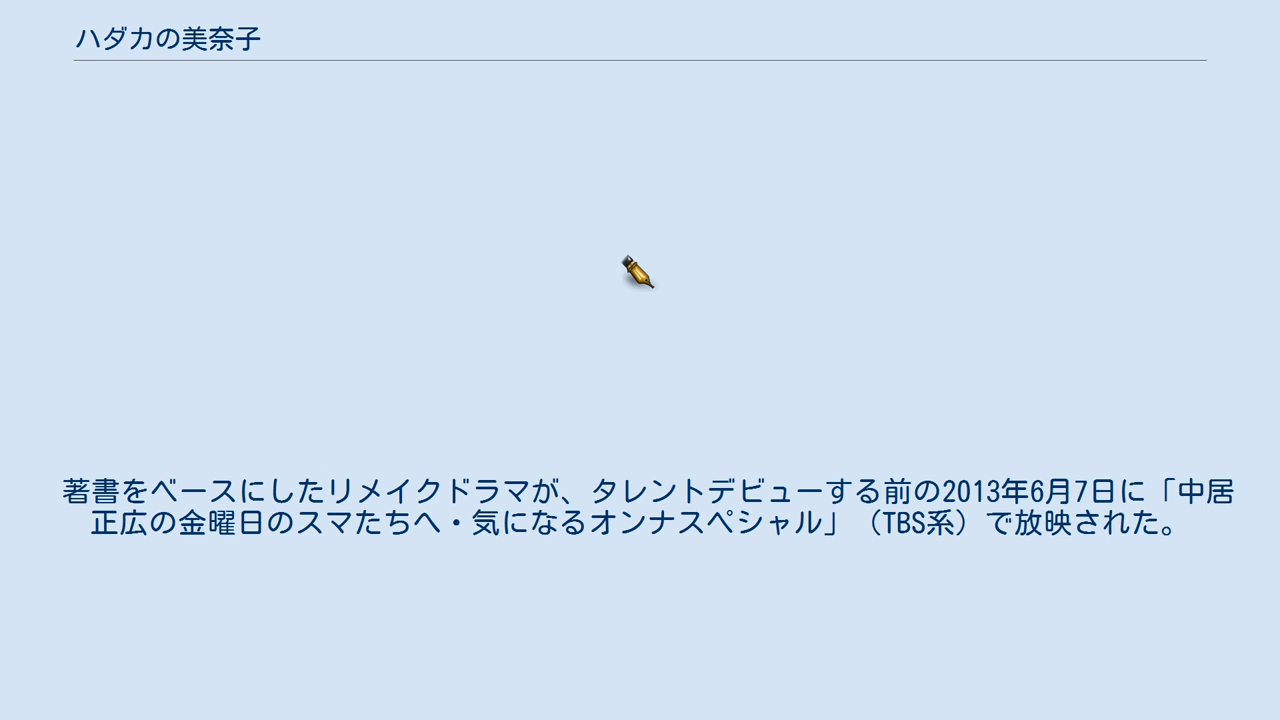 ハダカの美奈子
著書をベースにしたリメイクドラマが、タレントデビューする前の2013年6月7日に「中居
正広の金曜日のスマたちへ・気になるオンナスペシャル」（TBS系）で放映された。